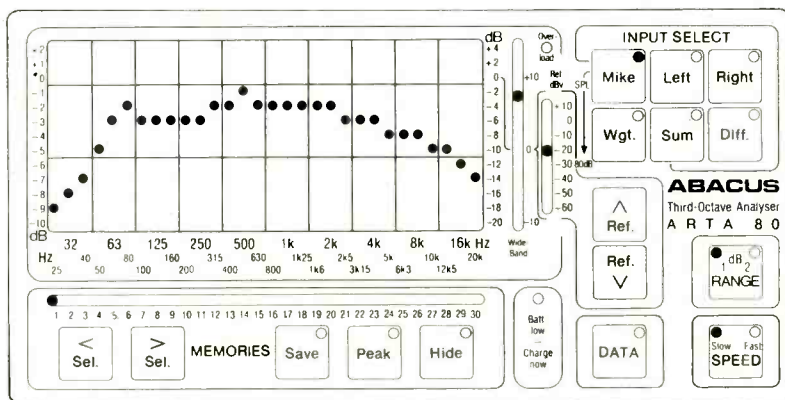 dB
+2
+1
0
-1
-2
-3
-4
-5
-6
-7
-8
-9
-10
dB
dB
+4
+2
0
-2
-4
-6
-8
-10
-12
-14
-16
-18
-20
+10
0
-10
Wide
Band
Over
load
Ref
dBv
+10
0
-10
-20
-30
-40
-50
-60
SPL
80dB
32 63 125 250 500 1k 2k 4k 8k 16k Hz
Hz 40 80 160 315 630 1k25 2k5 5k 10k 20k
25 50 100 200 400 800 1k6 3k15 6k3 12k5
1 2 3 4 5 6 7 8 9 10 11 12 13 14 15 16 17 18 19 20 21 22 23 24 25 26 27 28 29 30
< Sel.
> Sel.
MEMORIES
Save
Peak
Hide
Batt
low
Charge
now
INPUT SELECT
Mike
Left
Right
Wgt.
Sum
Diff.
ABACUS
Third-Octave Analyser
ARTA 80
Ref.
Ref.
dB
1 2
RANGE
DATA
Slow Fast
SPEED